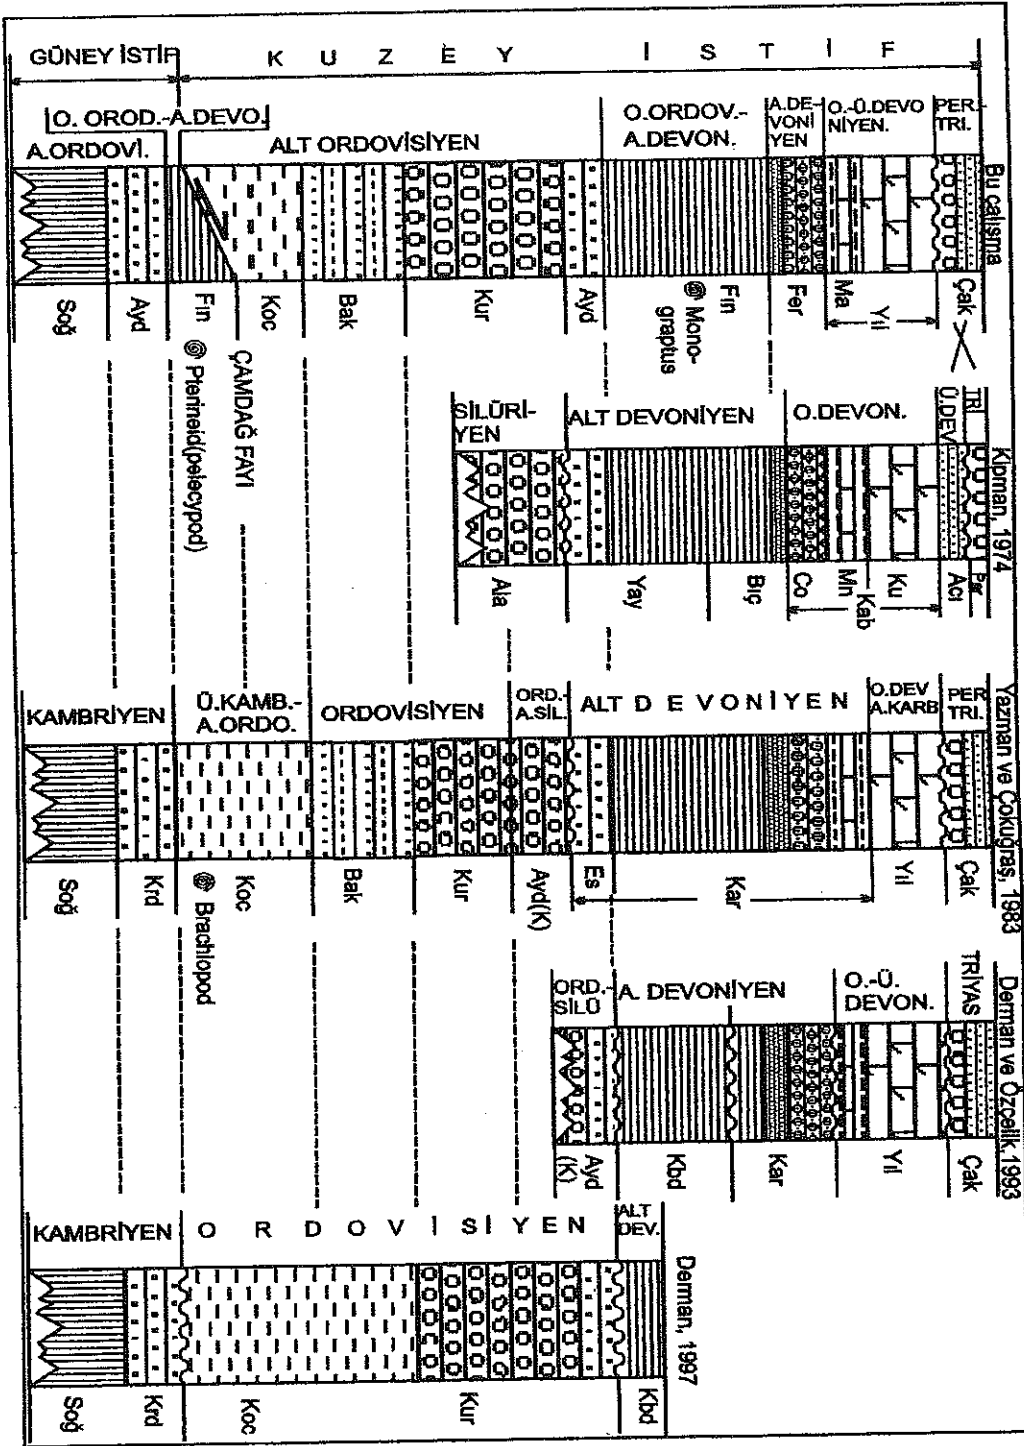 GÜNEY İSTİF
K U Z E Y İ S T İ F
O. OROD.-A.DEVO.
A.ORDOVİ.
ALT ORDOVİSİYEN
O.ORDOV.-
A.DEVON.
A.DE-
VONİ
YEN
O.-Ü.DEVO
NİYEN.
PER.-
TRİ.
Bu çalışma
Soğ
Ayd
Fın
Koc
Bak
Kur
Ayd
Fın
Fer
Ma
Yıl
Çak
Mono-
graptus
ÇAMDAĞ FAYI
Pterineid(pelecypod)
SİLÜRİ-
YEN
ALT DEVONİYEN
O.DEVON.
Ü.DEV
TR
Kıpman, 1974
Ala
Yay
Bıç
Co
Mn
Ku
Kab
Acı
Per
KAMBRİYEN
Ü.KAMB.-
A.ORDO.
ORDOVİSİYEN
ORD.-
A.SİL.
ALT D E V O N İ Y E N
O.DEV
A.KARB
PER
TRİ.
Yazman ve Çokuğraş, 1983
Soğ
Krd
Koc
Bak
Kur
Ayd(K)
Es
Kar
Yıl
Çak
Brachiopod
ORD.-
SİLÜ
A. DEVONİYEN
O.-Ü.
DEVON.
TRİYAS
Derman ve Özçelik, 1993
Ayd
(K)
Kbd
Kar
Yıl
Çak
KAMBRİYEN
O R D O V İ S İ Y E N
ALT
DEV.
Derman, 1997
Soğ
Krd
Koc
Kur
Kbd